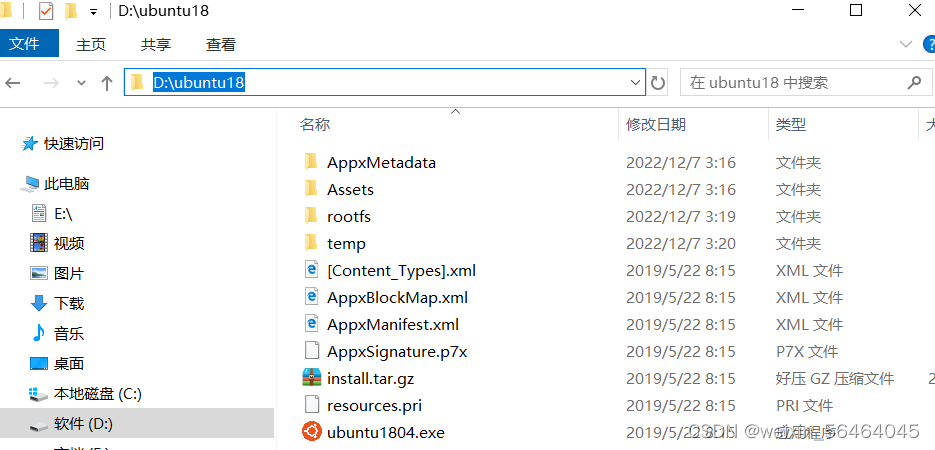 D:\ubuntu18
文件 主页 共享 查看
D:\ubuntu18 在 ubuntu18 中搜索
名称 修改日期 类型
快速访问
此电脑
E:\
视频
图片
下载
音乐
桌面
本地磁盘 (C:)
软件 (D:)
AppxMetadata 2022/12/7 3:16 文件夹
Assets 2022/12/7 3:16 文件夹
rootfs 2022/12/7 3:19 文件夹
temp 2022/12/7 3:20 文件夹
[Content_Types].xml 2019/5/22 8:15 XML 文件
AppxBlockMap.xml 2019/5/22 8:15 XML 文件
AppxManifest.xml 2019/5/22 8:15 XML 文件
AppxSignature.p7x 2019/5/22 8:15 P7X 文件
install.tar.gz 2019/5/22 8:15 好压 GZ 压缩文件 2
resources.pri 2019/5/22 8:15 PRI 文件
ubuntu1804.exe 2019/5/22 8:15 应用程序
CSDN @weixin_56464045